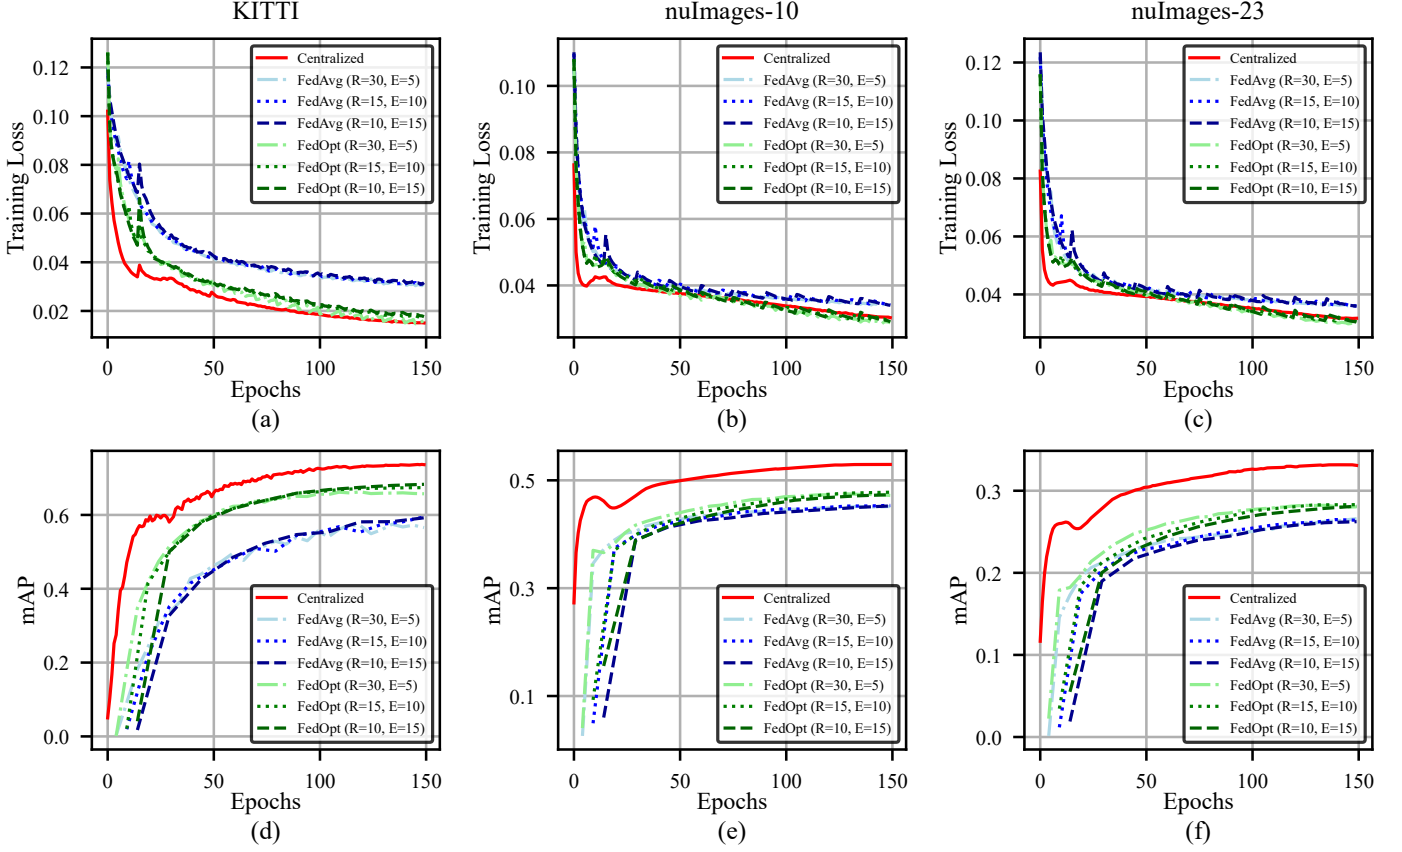 KITTI
nuImages-10
nuImages-23
Training Loss
0.12
0.10
0.08
0.06
0.04
0.02
Centralized
FedAvg (R=30, E=5)
FedAvg (R=15, E=10)
FedAvg (R=10, E=15)
FedOpt (R=30, E=5)
FedOpt (R=15, E=10)
FedOpt (R=10, E=15)
0 50 100 150
Epochs
(a)
Training Loss
0.10
0.08
0.06
0.04
Centralized
FedAvg (R=30, E=5)
FedAvg (R=15, E=10)
FedAvg (R=10, E=15)
FedOpt (R=30, E=5)
FedOpt (R=15, E=10)
FedOpt (R=10, E=15)
0 50 100 150
Epochs
(b)
Training Loss
0.12
0.10
0.08
0.06
0.04
Centralized
FedAvg (R=30, E=5)
FedAvg (R=15, E=10)
FedAvg (R=10, E=15)
FedOpt (R=30, E=5)
FedOpt (R=15, E=10)
FedOpt (R=10, E=15)
0 50 100 150
Epochs
(c)
mAP
0.6
0.4
0.2
0.0
Centralized
FedAvg (R=30, E=5)
FedAvg (R=15, E=10)
FedAvg (R=10, E=15)
FedOpt (R=30, E=5)
FedOpt (R=15, E=10)
FedOpt (R=10, E=15)
0 50 100 150
Epochs
(d)
mAP
0.5
0.3
0.1
Centralized
FedAvg (R=30, E=5)
FedAvg (R=15, E=10)
FedAvg (R=10, E=15)
FedOpt (R=30, E=5)
FedOpt (R=15, E=10)
FedOpt (R=10, E=15)
0 50 100 150
Epochs
(e)
mAP
0.3
0.2
0.1
0.0
Centralized
FedAvg (R=30, E=5)
FedAvg (R=15, E=10)
FedAvg (R=10, E=15)
FedOpt (R=30, E=5)
FedOpt (R=15, E=10)
FedOpt (R=10, E=15)
0 50 100 150
Epochs
(f)